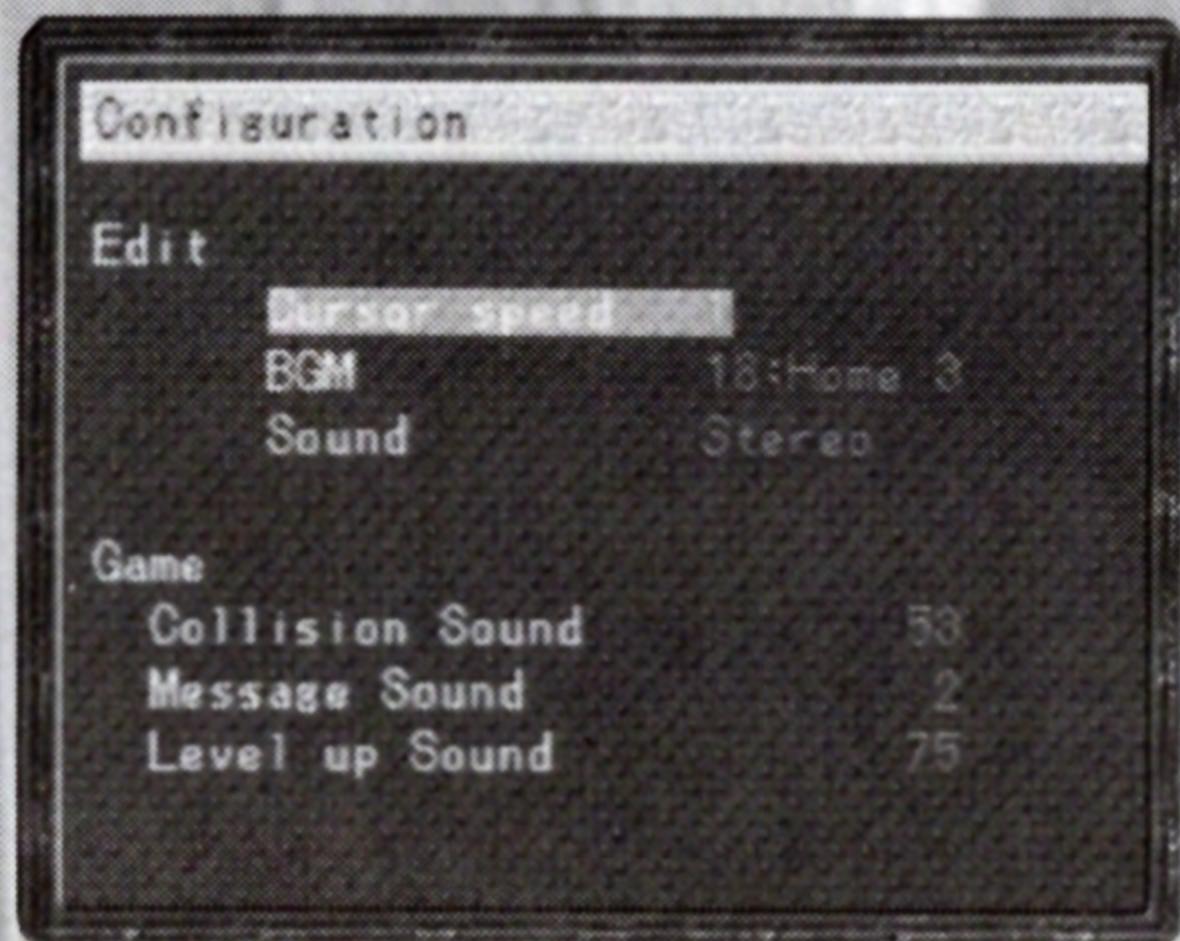 Configuration
Edit
Cursor speed 1
BGM 18:Home 3
Sound Stereo
Game
Collision Sound 53
Message Sound 2
Level up Sound 75